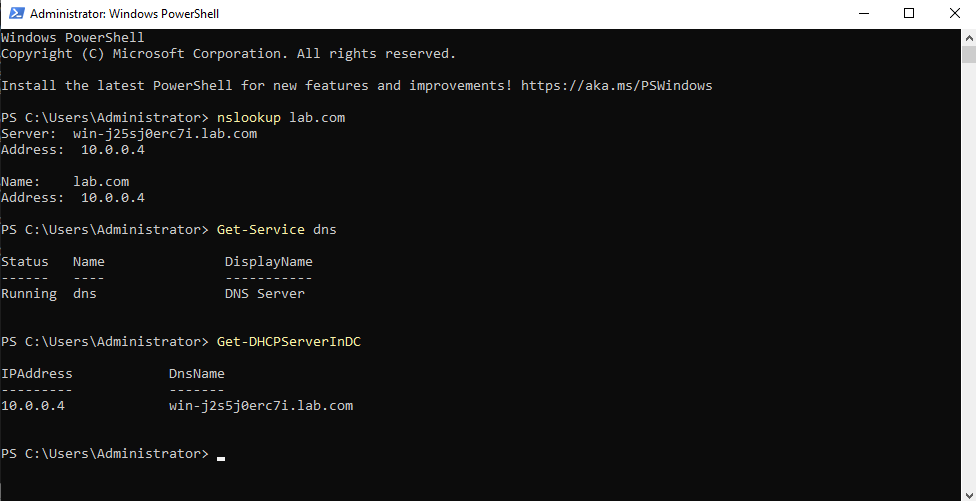 Administrator: Windows PowerShell
Windows PowerShell
Copyright (C) Microsoft Corporation. All rights reserved.
Install the latest PowerShell for new features and improvements! https://aka.ms/PSWindows
PS C:\Users\Administrator> nslookup lab.com
Server:  win-j25sj0erc7i.lab.com
Address:  10.0.0.4
Name:    lab.com
Address:  10.0.0.4
PS C:\Users\Administrator> Get-Service dns
Status   Name               DisplayName
------   ----               -----------
Running  dns                DNS Server
PS C:\Users\Administrator> Get-DHCPServerInDC
IPAddress            DnsName
---------            -------
10.0.0.4             win-j2s5j0erc7i.lab.com
PS C:\Users\Administrator>